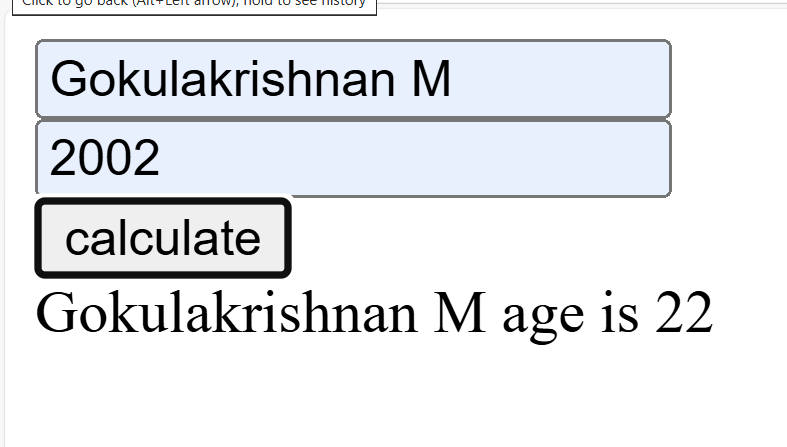 Click to go back (Alt+Left arrow), hold to see history
Gokulakrishnan M
2002
calculate
Gokulakrishnan M age is 22